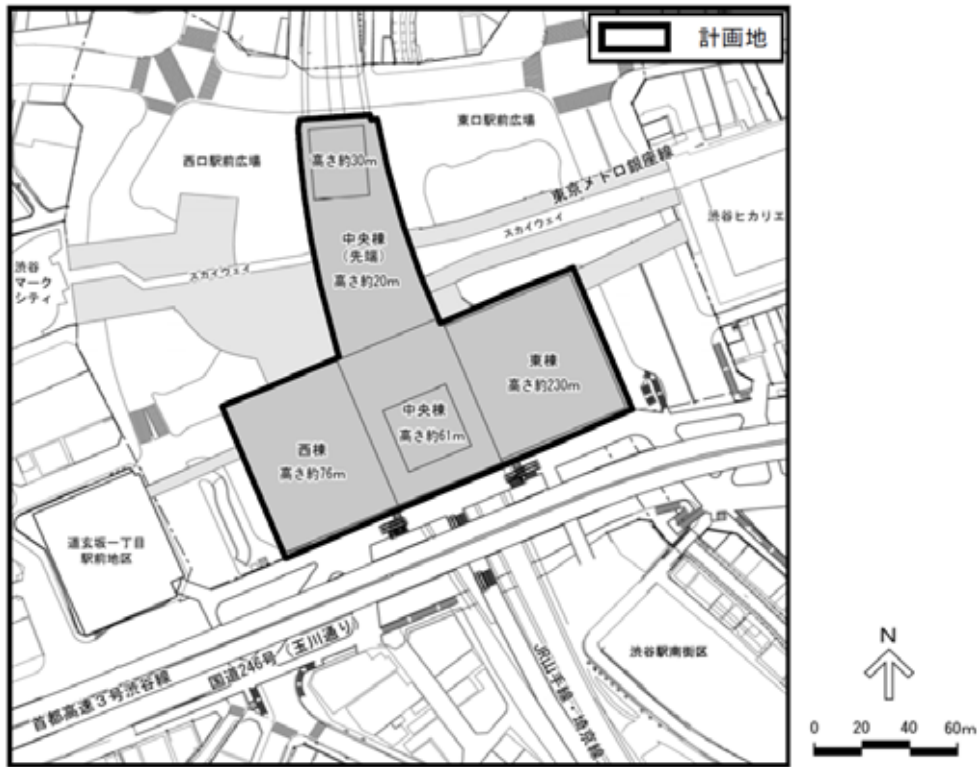 計画地
東口駅前広場
西口駅前広場
高さ約30m
東京メトロ銀座線
スカイウェイ
渋谷ヒカリエ
中央棟
(先端)
高さ約20m
スカイウェイ
渋谷
マーク
シティ
東棟
高さ約230m
中央棟
高さ約61m
西棟
高さ約76m
道玄坂一丁目
駅前地区
N
渋谷駅南街区
JR山手線・埼京線
国道246号(玉川通り)
首都高速3号渋谷線
0 20 40 60m